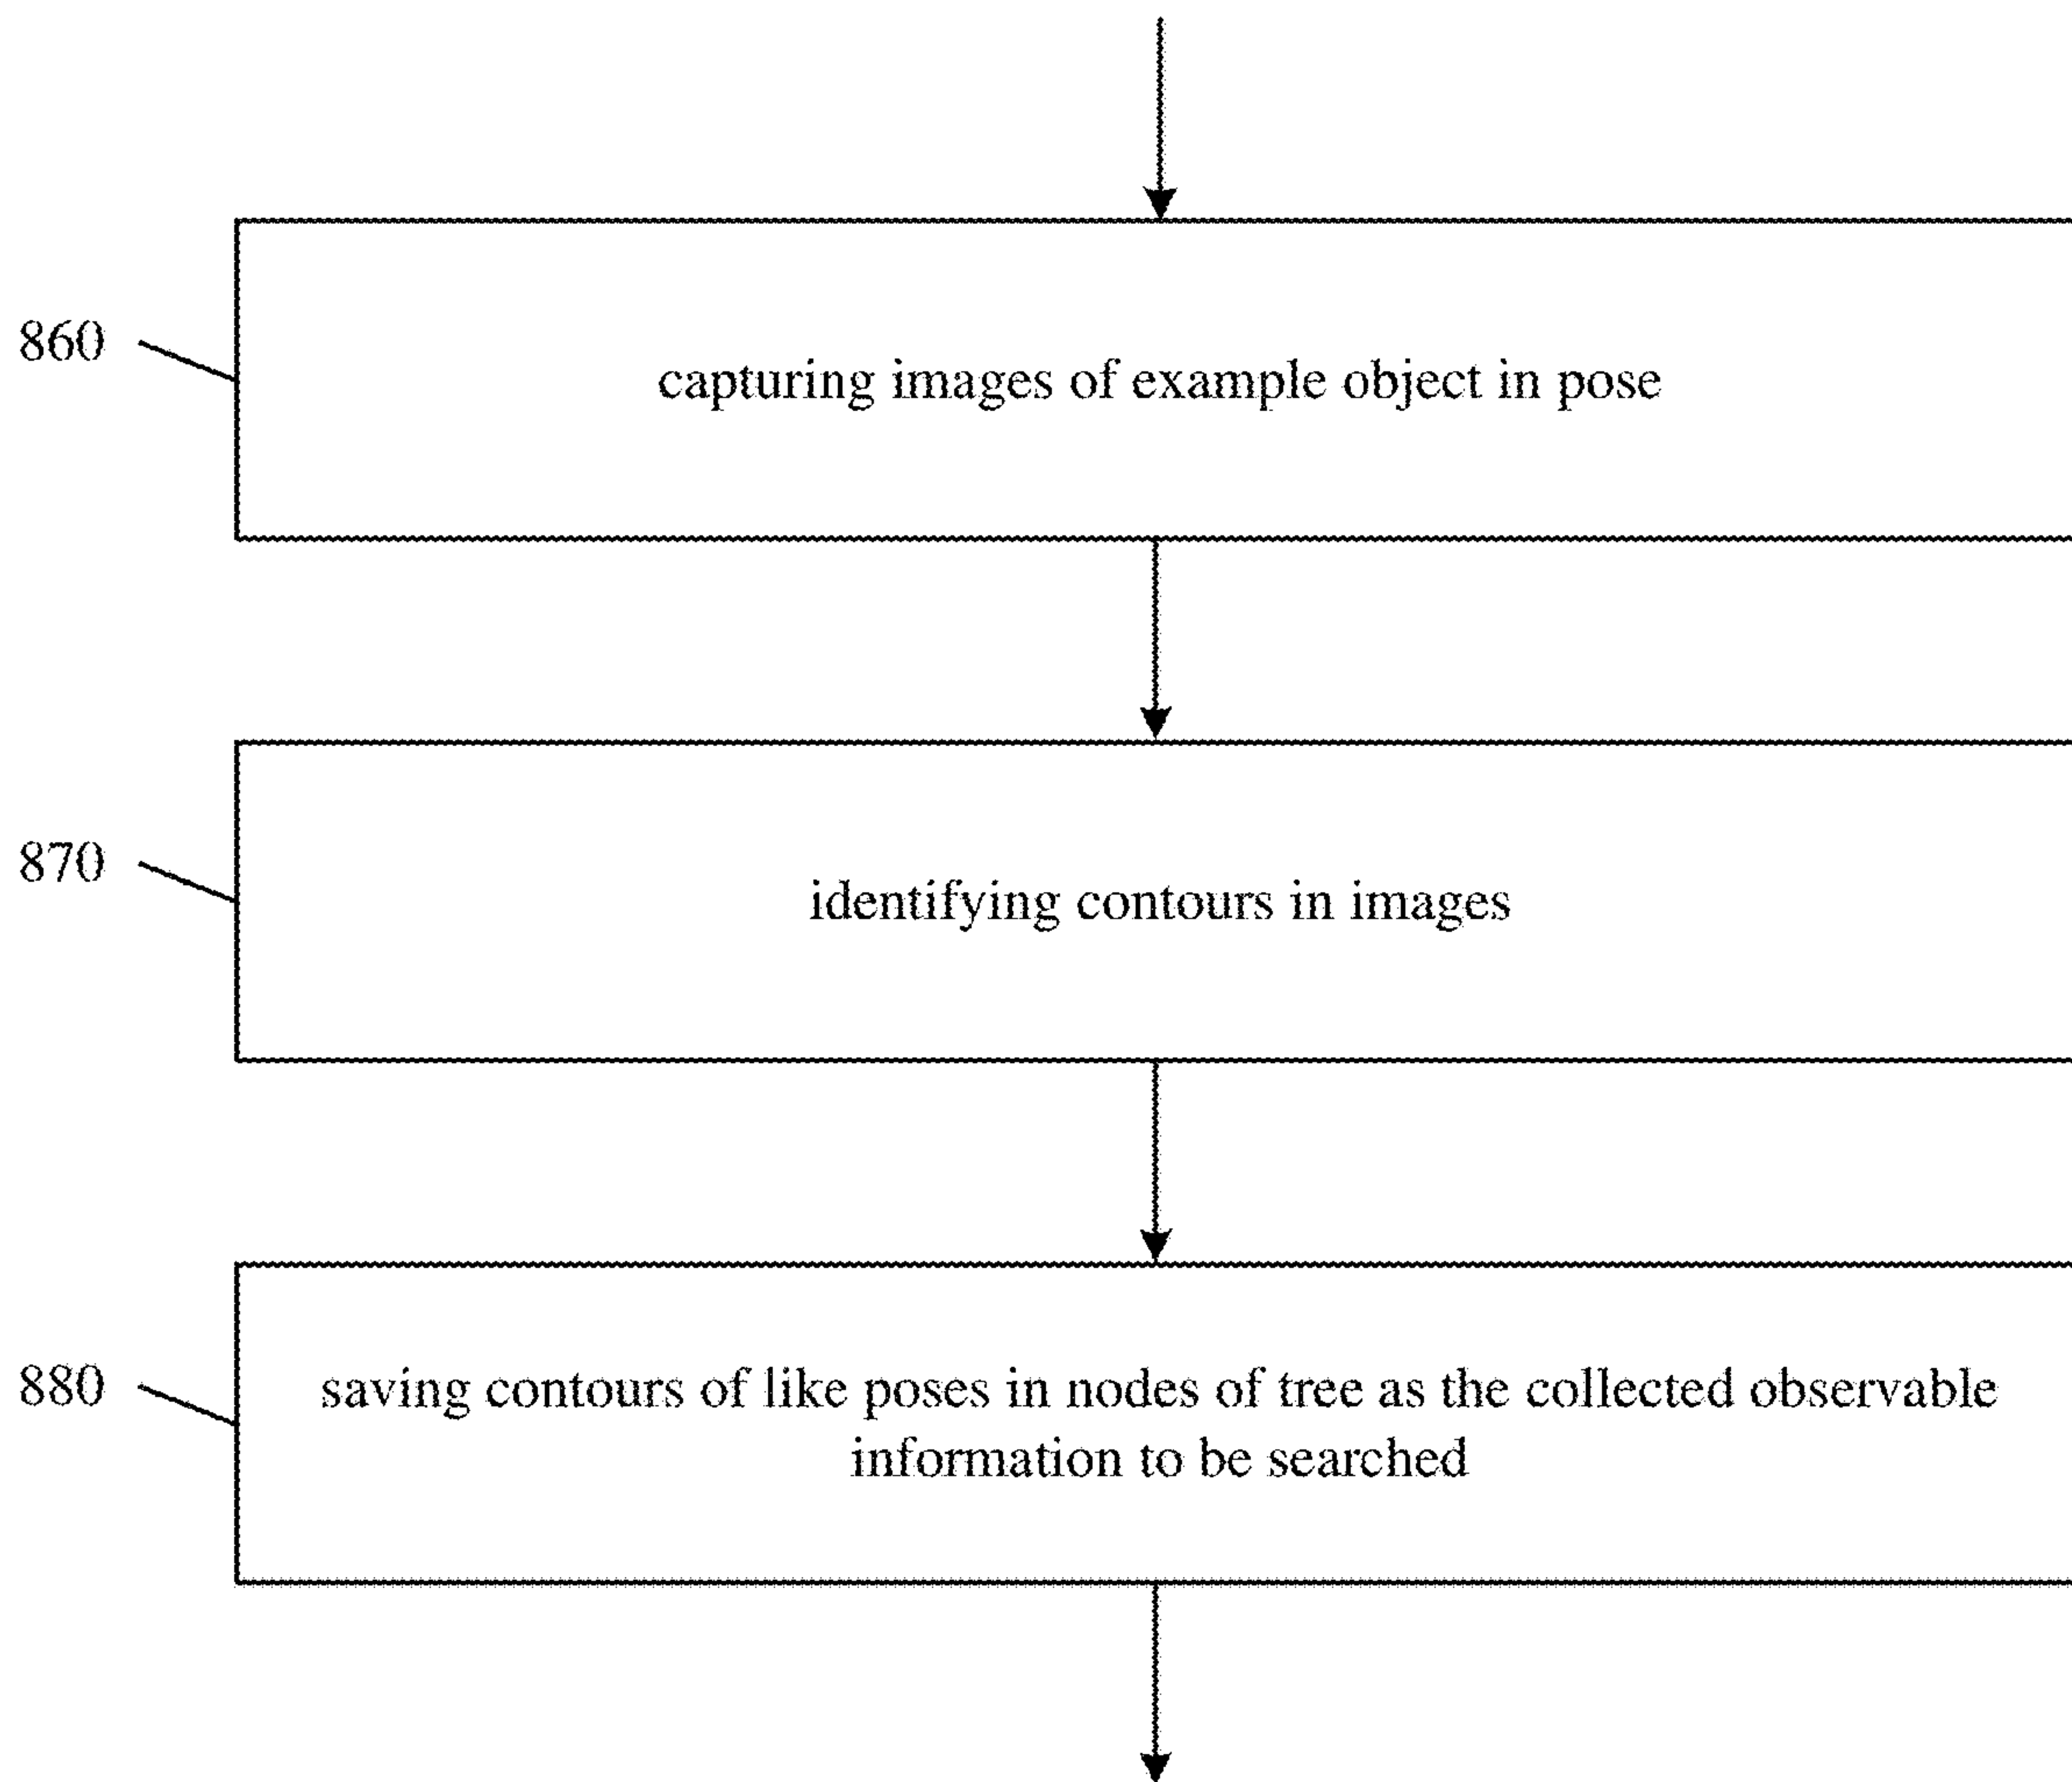 860
capturing images of example object in pose
870
identifying contours in images
880
saving contours of like poses in nodes of tree as the collected observable
information to be searched